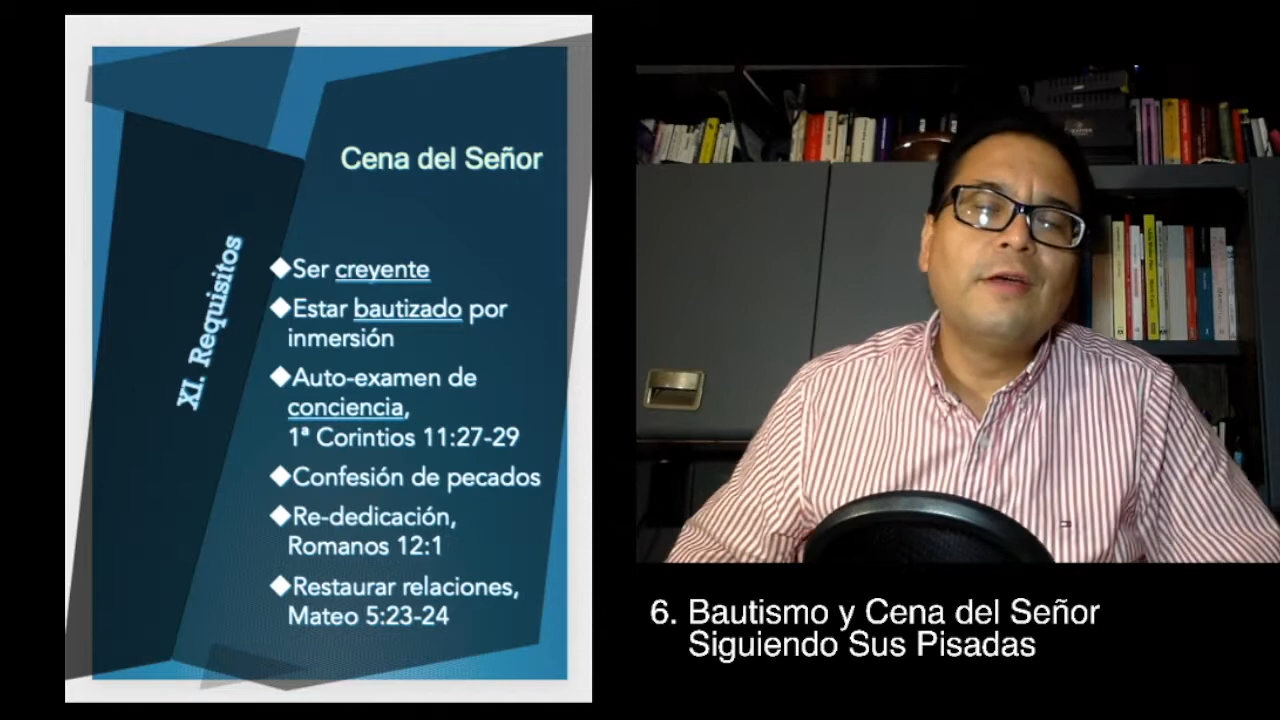 Cena del Señor
XI. Requisitos
Ser creyente
Estar bautizado por
inmersión
Auto-examen de
conciencia,
1ª Corintios 11:27-29
Confesión de pecados
Re-dedicación,
Romanos 12:1
Restaurar relaciones,
Mateo 5:23-24
6. Bautismo y Cena del Señor
Siguiendo Sus Pisadas